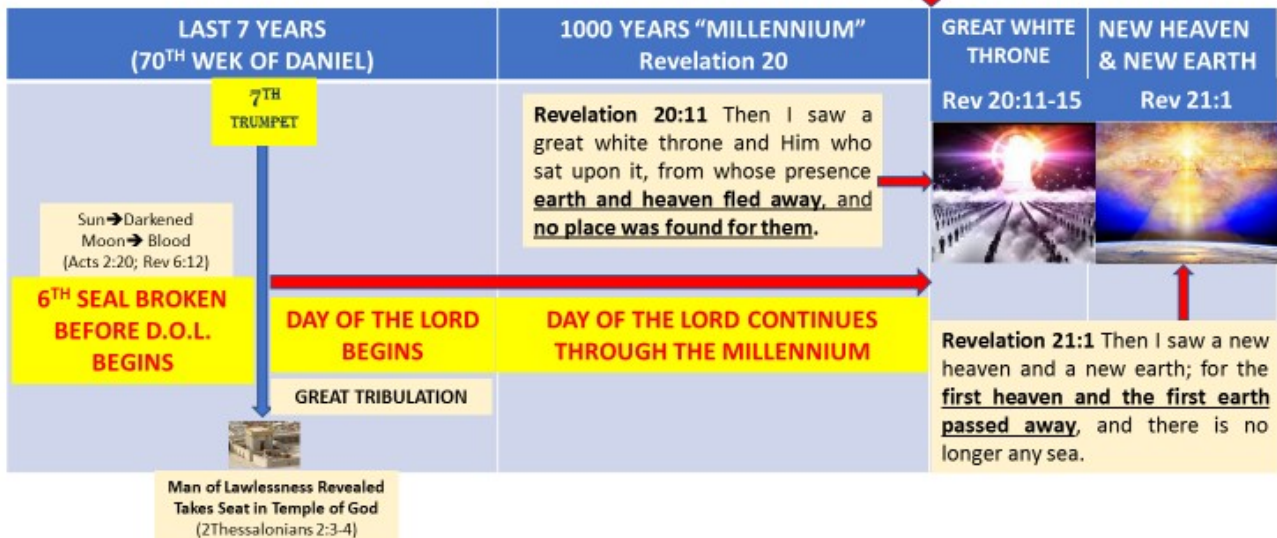 LAST 7 YEARS
(70TH WEK OF DANIEL)
1000 YEARS “MILLENNIUM”
Revelation 20
GREAT WHITE
THRONE
NEW HEAVEN
& NEW EARTH
Rev 20:11-15
Rev 21:1
7TH
TRUMPET
Revelation 20:11 Then I saw a
great white throne and Him who
sat upon it, from whose presence
earth and heaven fled away, and
no place was found for them.
Sun➔Darkened
Moon➔ Blood
(Acts 2:20; Rev 6:12)
6TH SEAL BROKEN
BEFORE D.O.L.
BEGINS
DAY OF THE LORD
BEGINS
DAY OF THE LORD CONTINUES
THROUGH THE MILLENNIUM
GREAT TRIBULATION
Revelation 21:1 Then I saw a new
heaven and a new earth; for the
first heaven and the first earth
passed away, and there is no
longer any sea.
Man of Lawlessness Revealed
Takes Seat in Temple of God
(2Thessalonians 2:3-4)